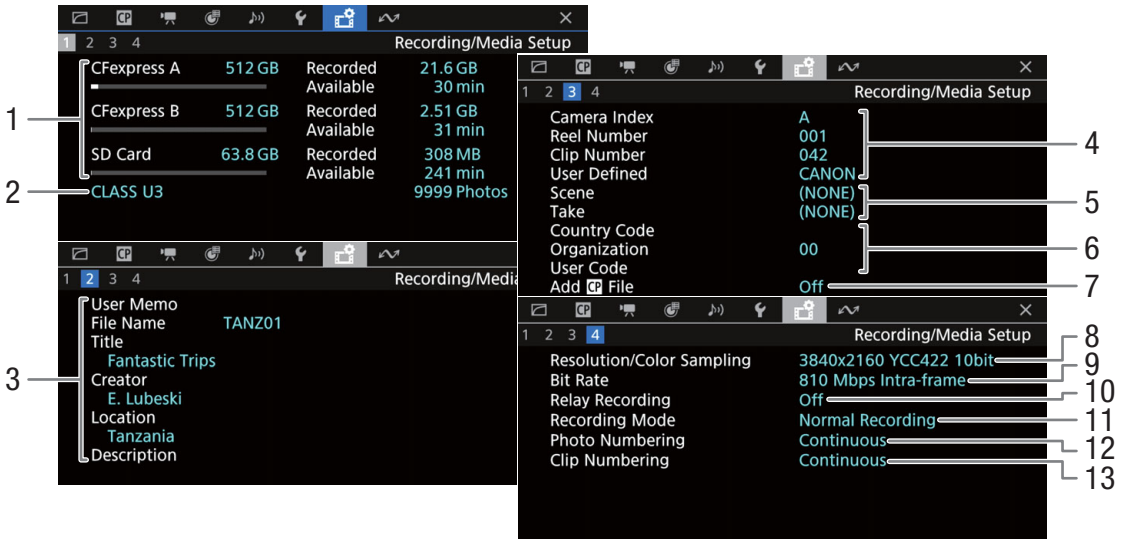 CP
1 2 3 4 Recording/Media Setup
CFexpress A 512 GB Recorded 21.6 GB
Available 30 min
CFexpress B 512 GB Recorded 2.51 GB
Available 31 min
SD Card 63.8 GB Recorded 308 MB
Available 241 min
CLASS U3 9999 Photos
1
2
CP
1 2 3 4 Recording/Media
User Memo
File Name TANZ01
Title
Fantastic Trips
Creator
E. Lubeski
Location
Tanzania
Description
3
CP
1 2 3 4 Recording/Media Setup
Camera Index A
Reel Number 001
Clip Number 042
User Defined CANON
Scene (NONE)
Take (NONE)
Country Code
Organization 00
User Code
Add CP File Off
4
5
6
7
CP
1 2 3 4 Recording/Media Setup
Resolution/Color Sampling 3840x2160 YCC422 10bit
Bit Rate 810 Mbps Intra-frame
Relay Recording Off
Recording Mode Normal Recording
Photo Numbering Continuous
Clip Numbering Continuous
8
9
10
11
12
13